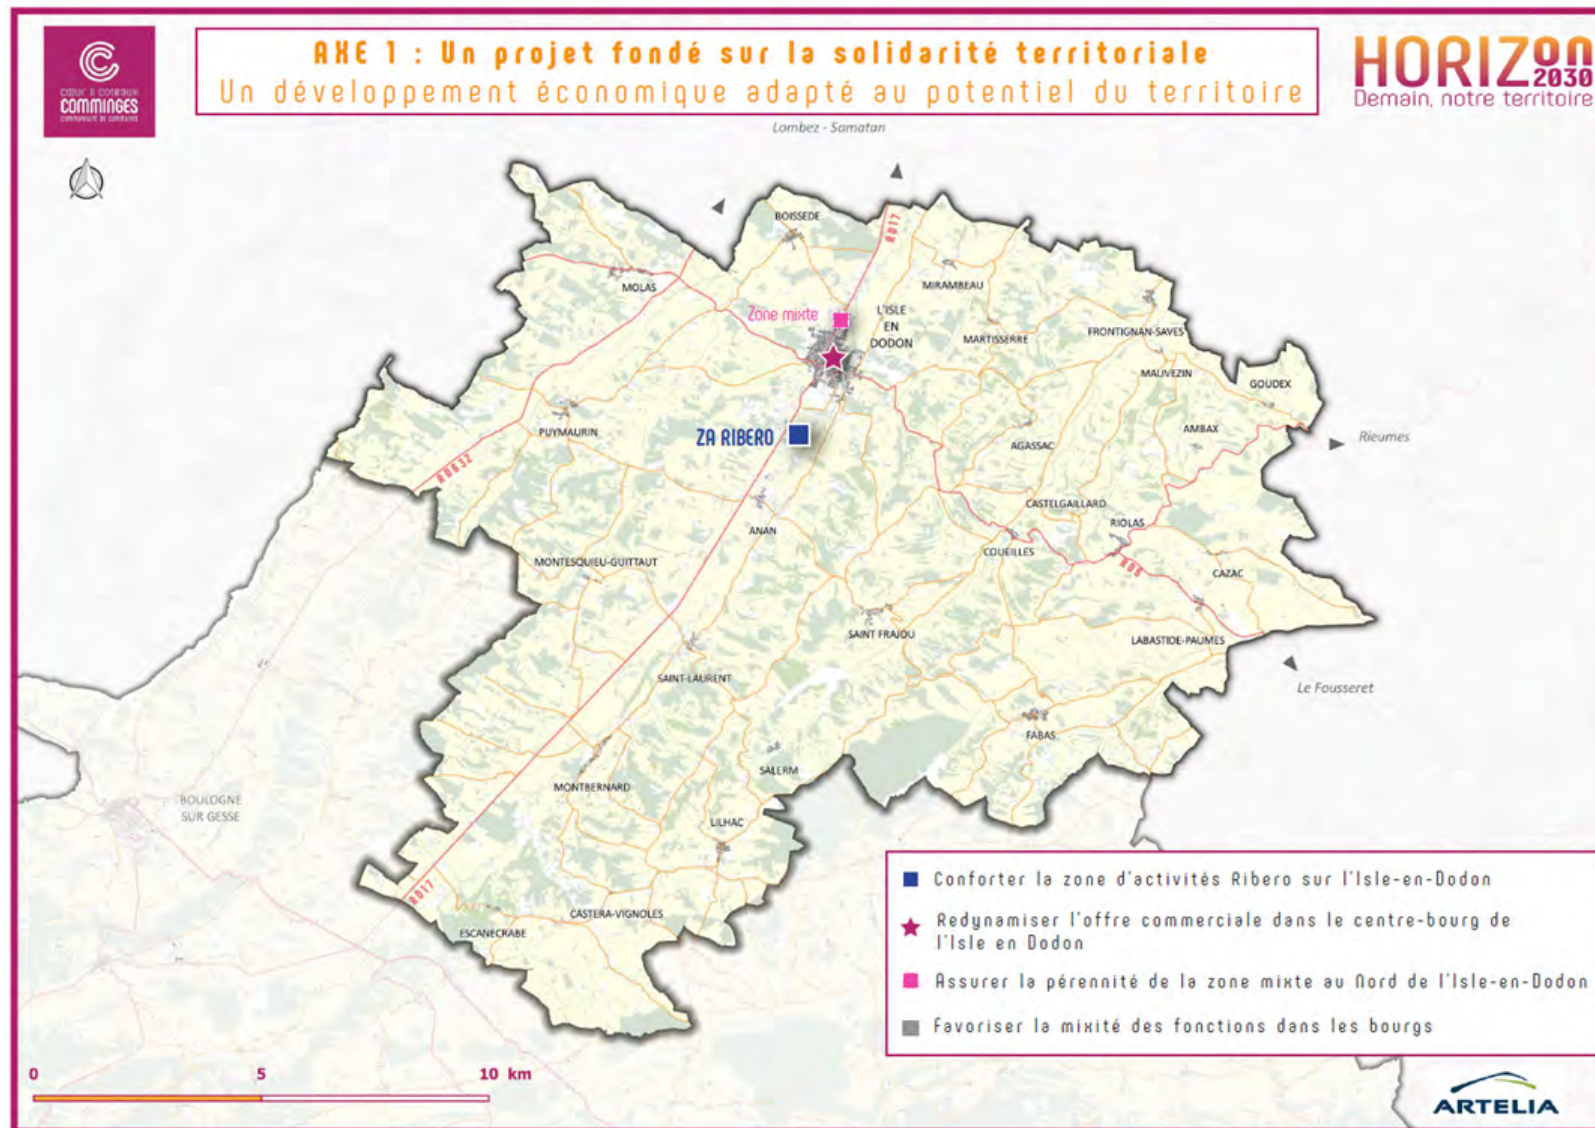 AXE 1 : Un projet fondé sur la solidarité territoriale
Un développement économique adapté au potentiel du territoire
cœur & coteaux
COMMINGES
COMMUNAUTÉ DE COMMUNES
HORIZON
2030
Demain, notre territoire
Lombez - Samatan
BOISSEDE
RD17
MOLAS
MIRAMBEAU
Zone mixte
L'ISLE
EN
DODON
MARTISSERRE
FRONTIGNAN-SAVES
MAUVEZIN
GOUDEX
PUYMAURIN
ZA RIBERO
AGASSAC
AMBAX
Rieumes
RD632
CASTELGAILLARD
RIOLAS
ANAN
COUEILLES
MONTESQUIEU-GUITTAUT
RD6
CAZAC
SAINT FRAJOU
LABASTIDE-PAUMES
SAINT-LAURENT
Le Fousseret
FABAS
SALERM
MONTBERNARD
BOULOGNE
SUR GESSE
LILHAC
RD17
CASTERA-VIGNOLES
ESCANECRABE
Conforter la zone d'activités Ribero sur l'Isle-en-Dodon
Redynamiser l'offre commerciale dans le centre-bourg de
l'Isle en Dodon
Assurer la pérennité de la zone mixte au Nord de l'Isle-en-Dodon
Favoriser la mixité des fonctions dans les bourgs
0 5 10 km
ARTELIA